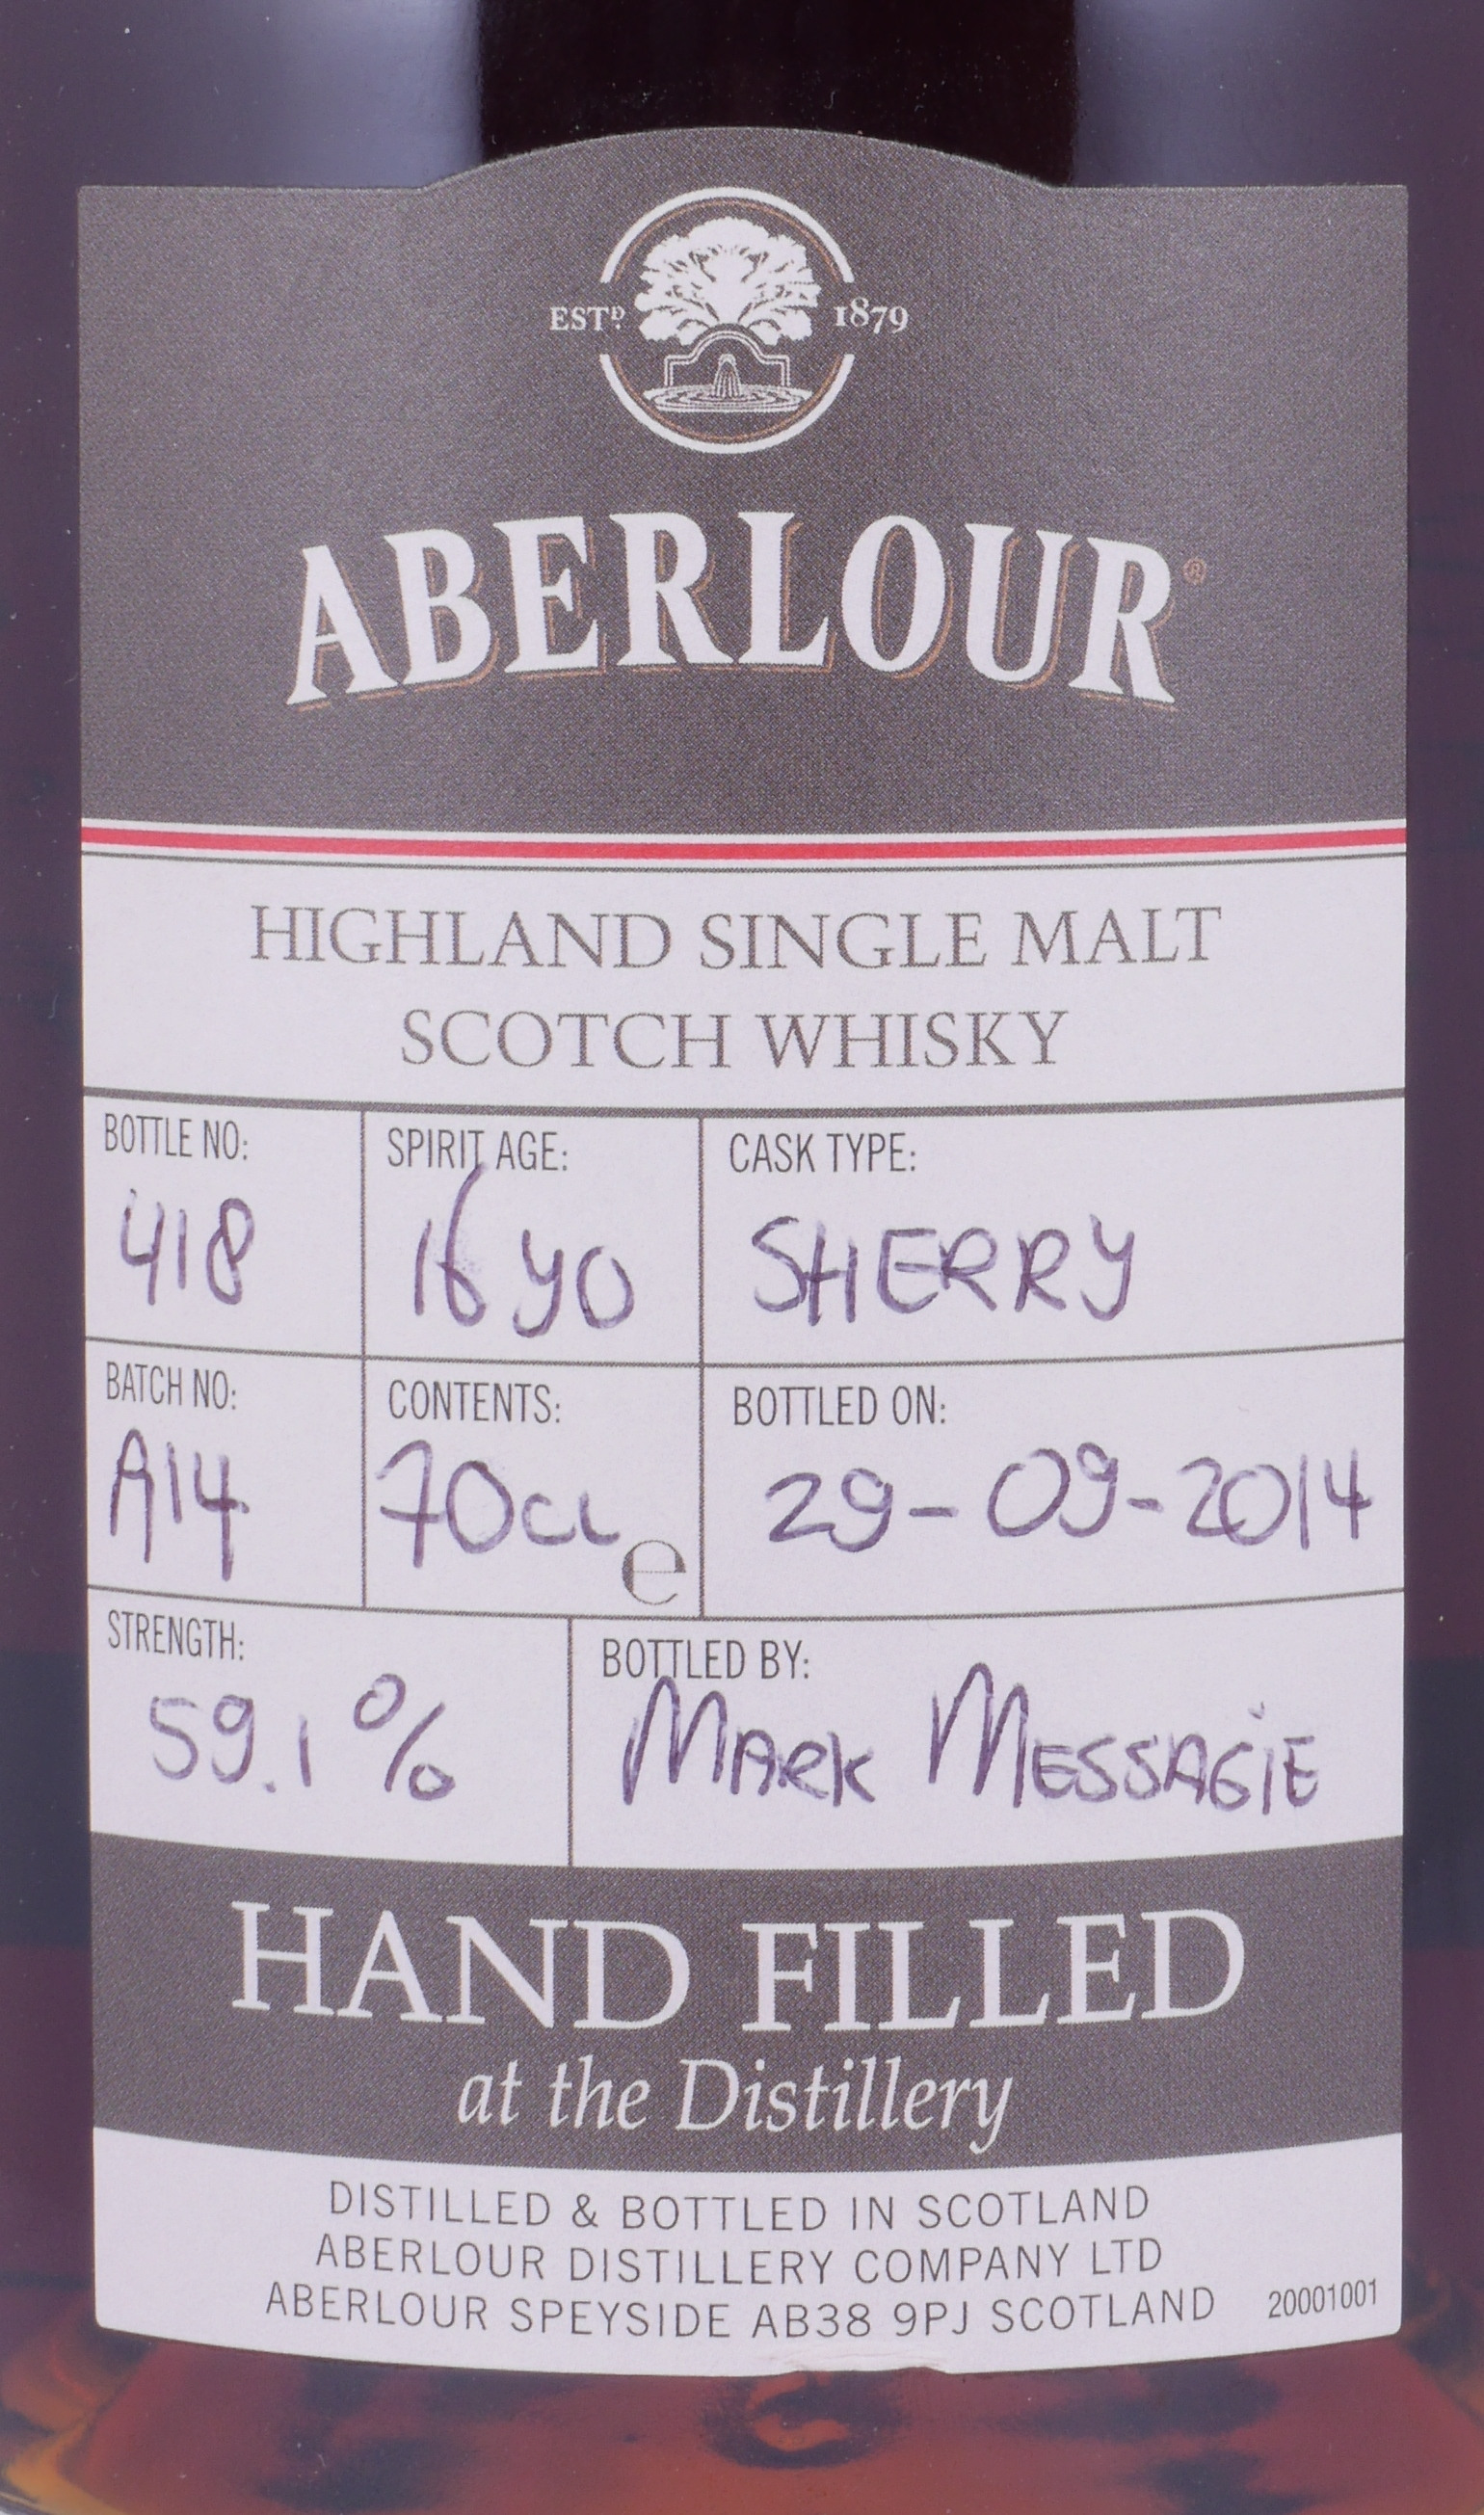 ESTD. 1879
ABERLOUR®
HIGHLAND SINGLE MALT
SCOTCH WHISKY
BOTTLE NO: SPIRIT AGE: CASK TYPE:
418 16 yo SHERRY
BATCH NO: CONTENTS: BOTTLED ON:
A14 70cl e 29-09-2014
STRENGTH: BOTTLED BY:
59.1% MARK MESSAGiE
HAND FILLED
at the Distillery
DISTILLED & BOTTLED IN SCOTLAND
ABERLOUR DISTILLERY COMPANY LTD
ABERLOUR SPEYSIDE AB38 9PJ SCOTLAND 20001001